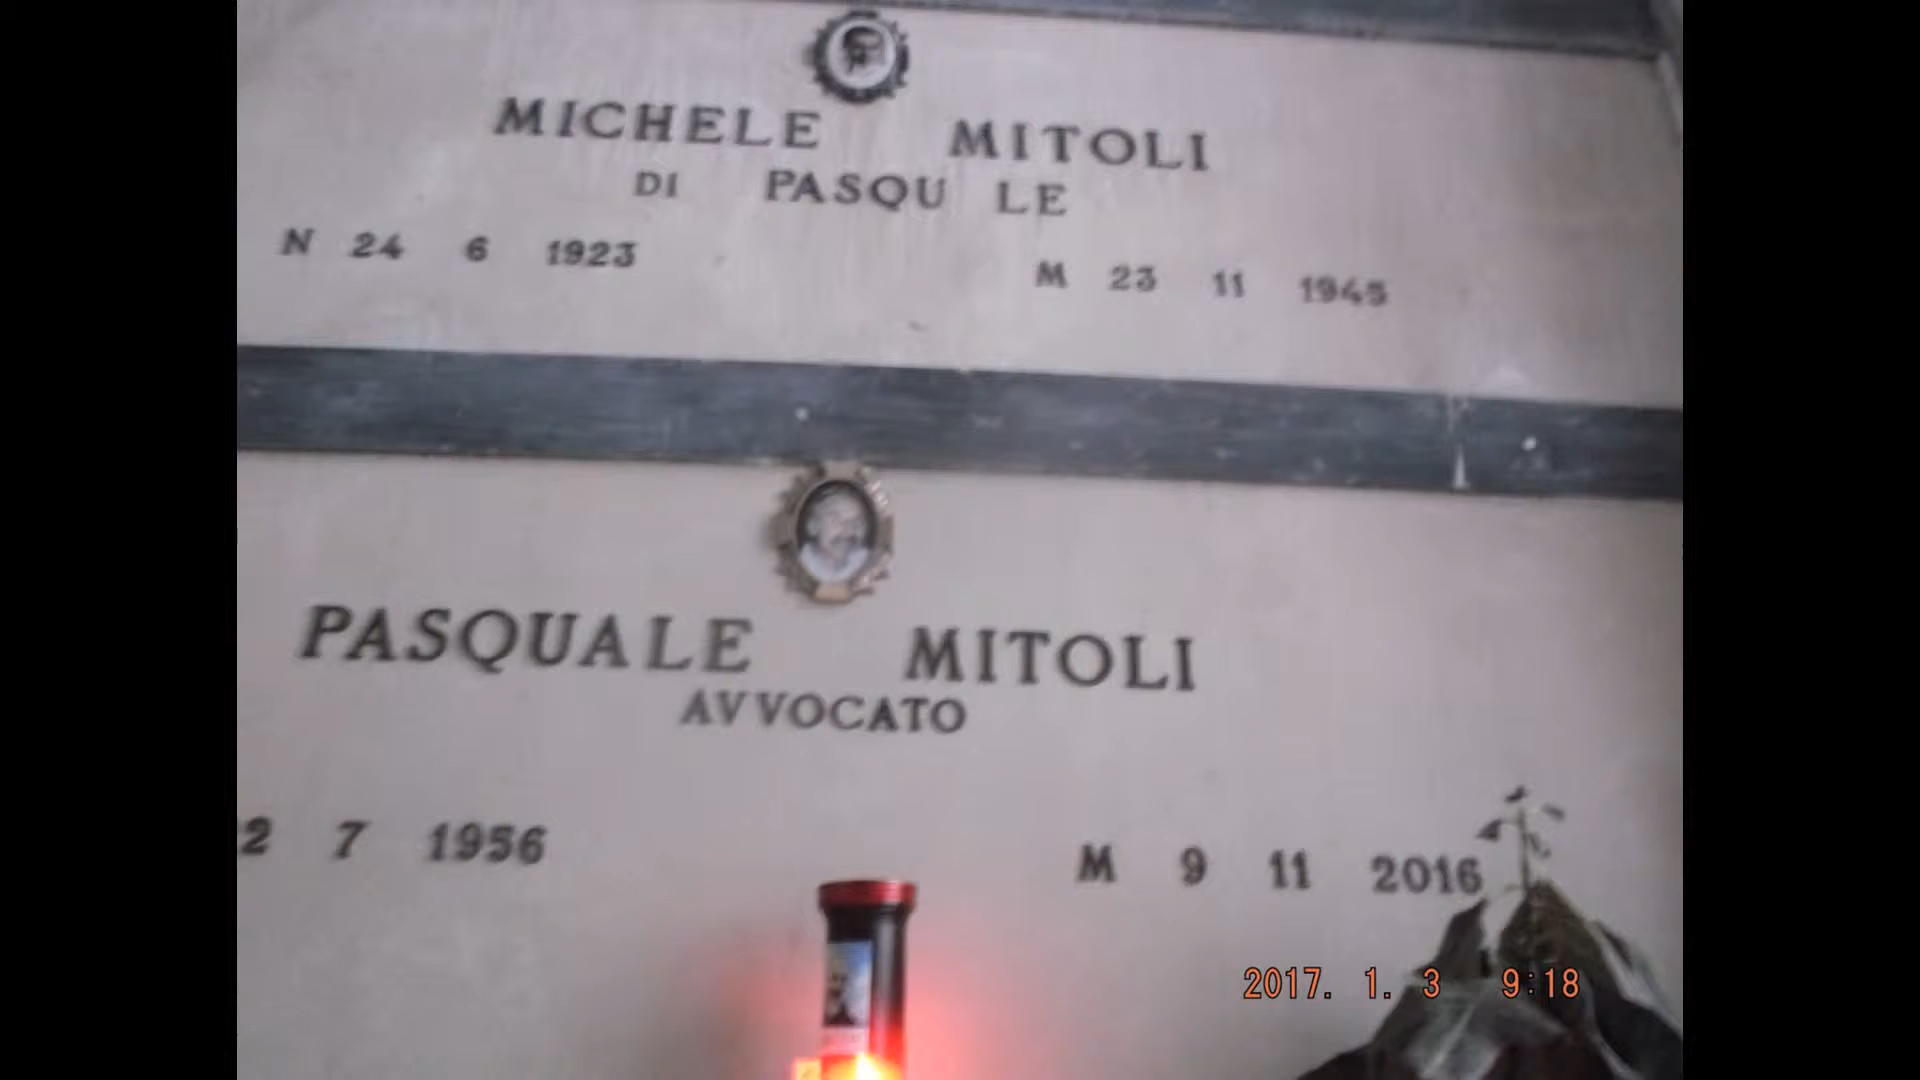 MICHELE MITOLI
DI PASQU LE
N 24 6 1923 M 23 11 1945
PASQUALE MITOLI
AVVOCATO
2 7 1956 M 9 11 2016
2017. 1. 3 9:18